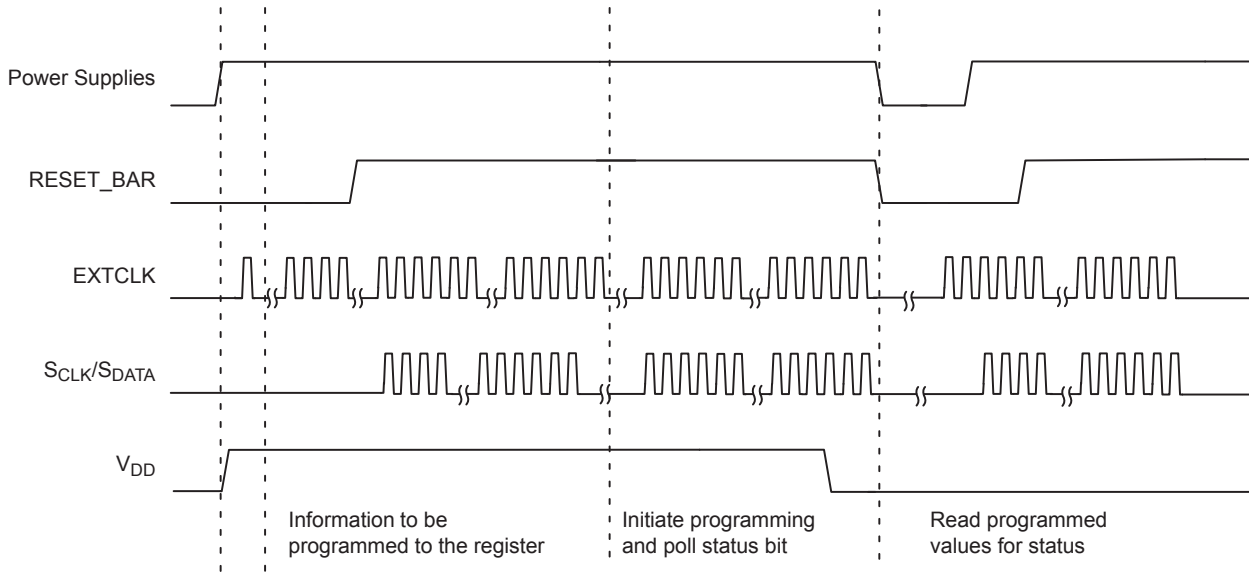 Power Supplies
RESET_BAR
EXTCLK
SCLK/SDATA
VDD
Information to be
programmed to the register
Initiate programming
and poll status bit
Read programmed
values for status